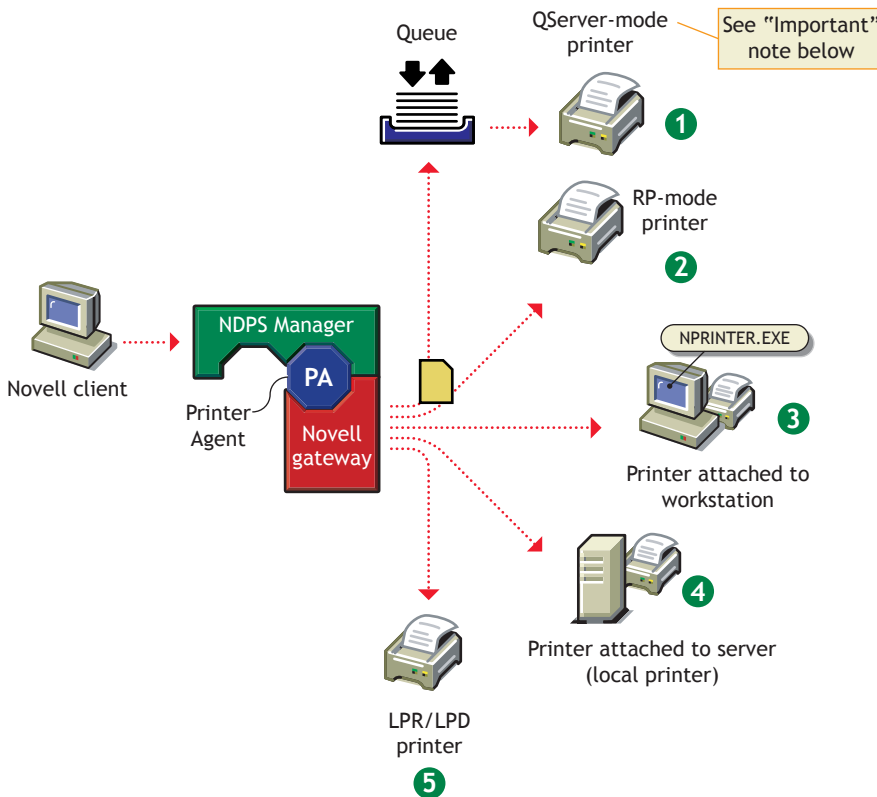 Queue
QServer-mode
printer
See “Important”
note below
1
RP-mode
printer
2
Novell client
NDPS Manager
PA
Printer
Agent
Novell
gateway
NPRINTER.EXE
3
Printer attached to
workstation
4
Printer attached to server
(local printer)
LPR/LPD
printer
5